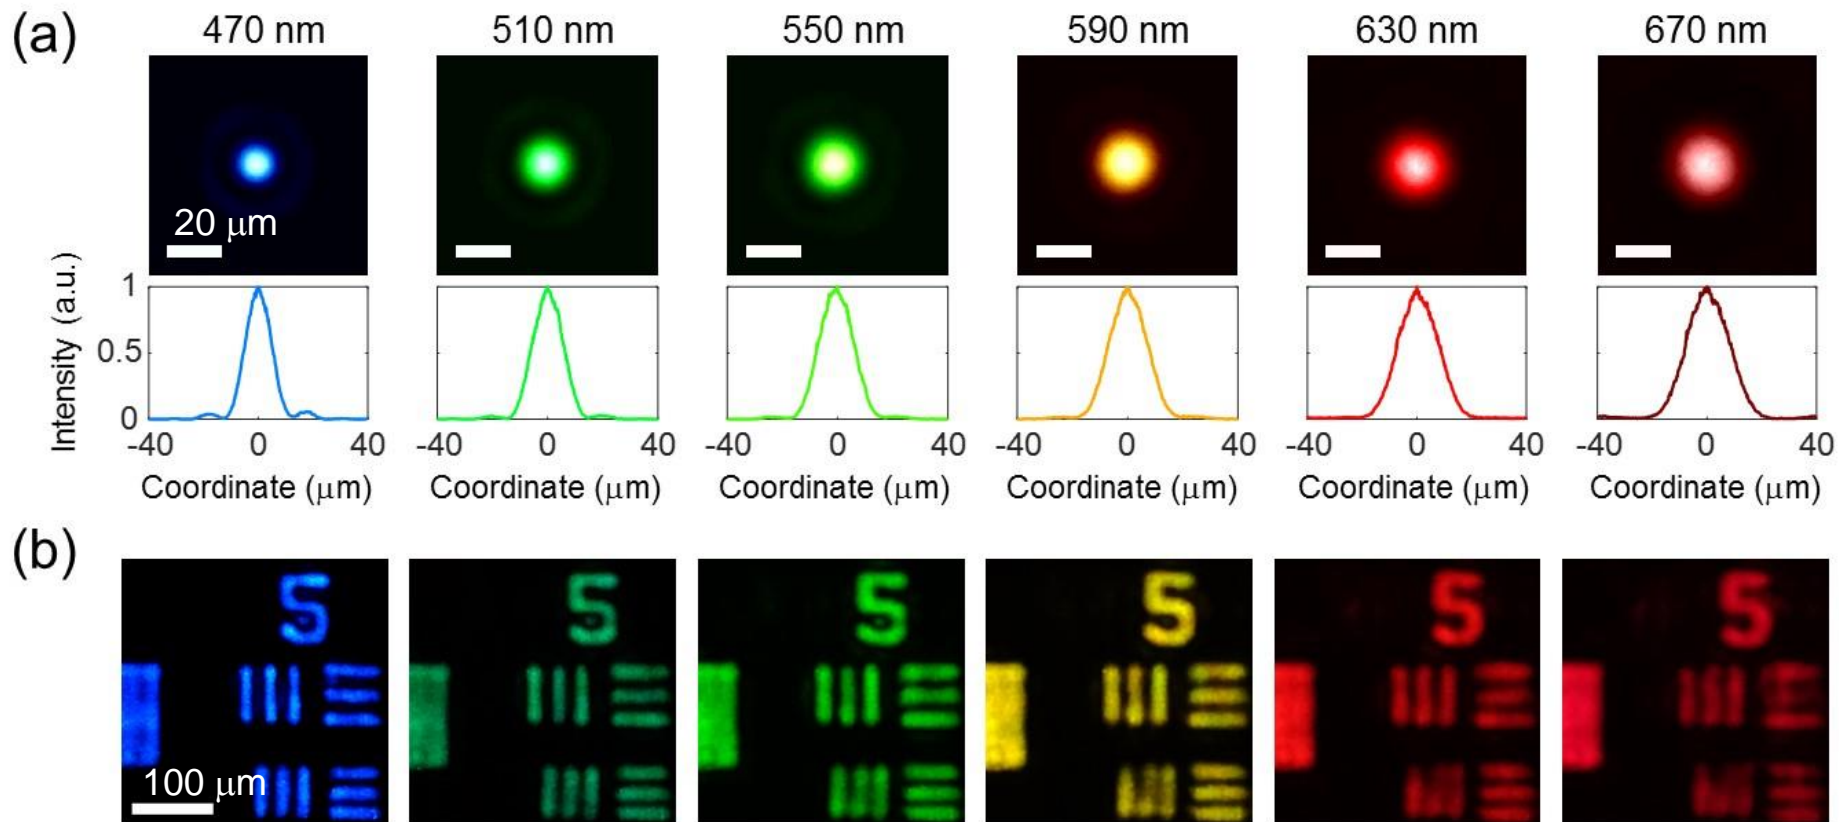 (a)
470 nm
510 nm
550 nm
590 nm
630 nm
670 nm
20 μm
Intensity (a.u.)
1
0.5
0
-40 0 40
-40 0 40
-40 0 40
-40 0 40
-40 0 40
-40 0 40
Coordinate (μm)
Coordinate (μm)
Coordinate (μm)
Coordinate (μm)
Coordinate (μm)
Coordinate (μm)
(b)
5
5
5
5
5
5
100 μm